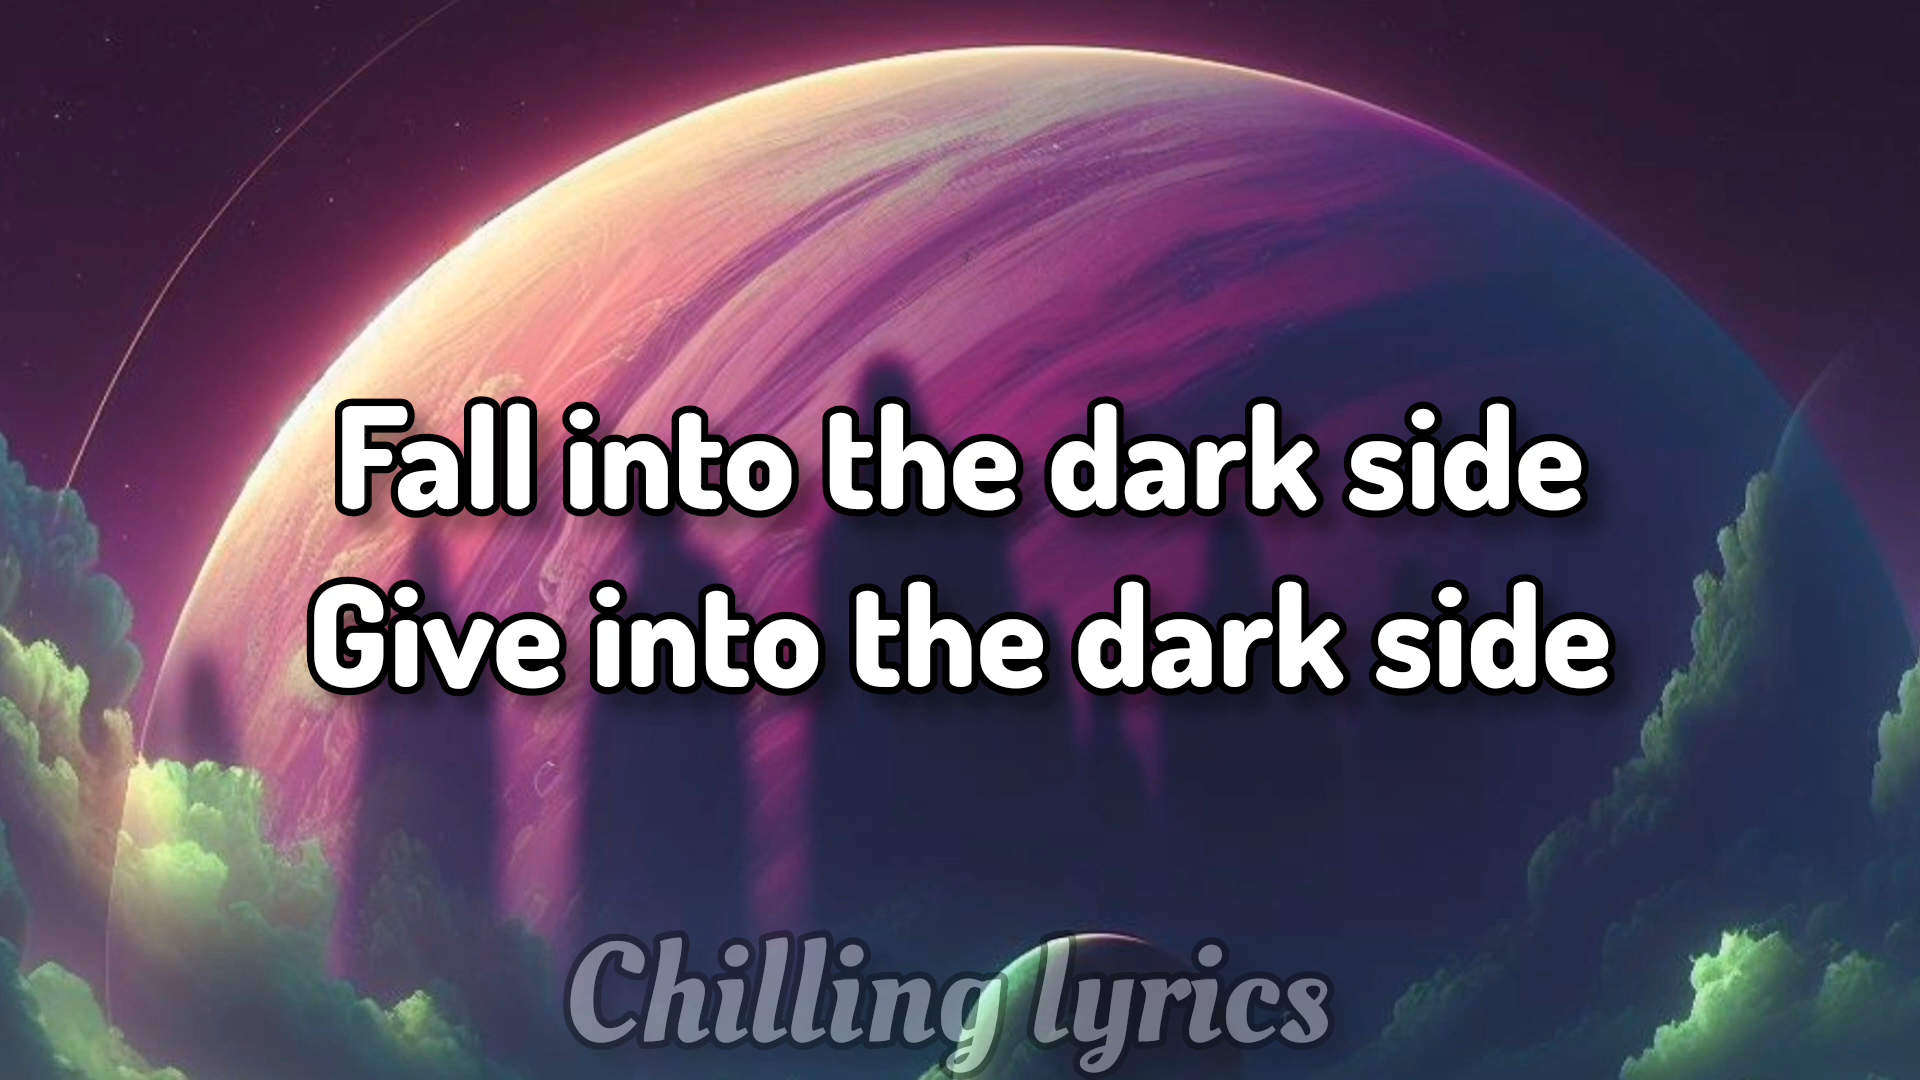 Fall into the dark side
Give into the dark side
Chilling lyrics